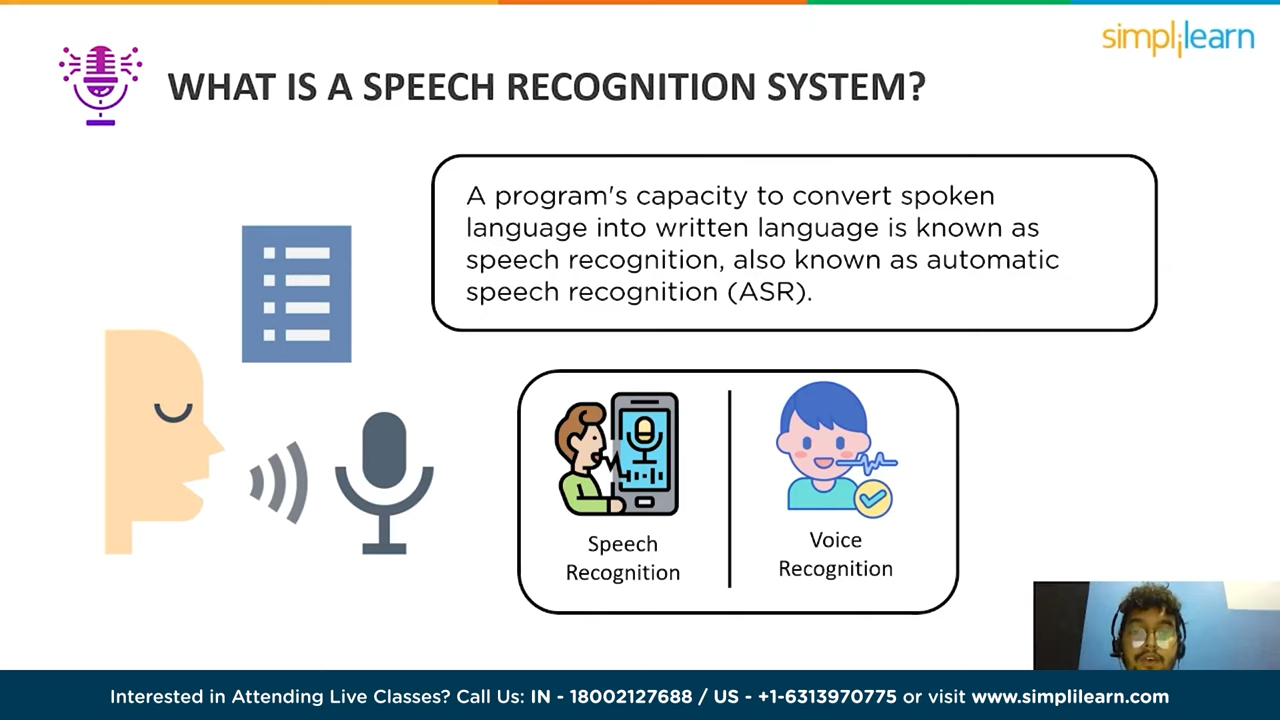 simplilearn
WHAT IS A SPEECH RECOGNITION SYSTEM?
A program's capacity to convert spoken
language into written language is known as
speech recognition, also known as automatic
speech recognition (ASR).
Speech
Recognition
Voice
Recognition
Interested in Attending Live Classes? Call Us: IN - 18002127688 / US - +1-6313970775 or visit www.simplilearn.com